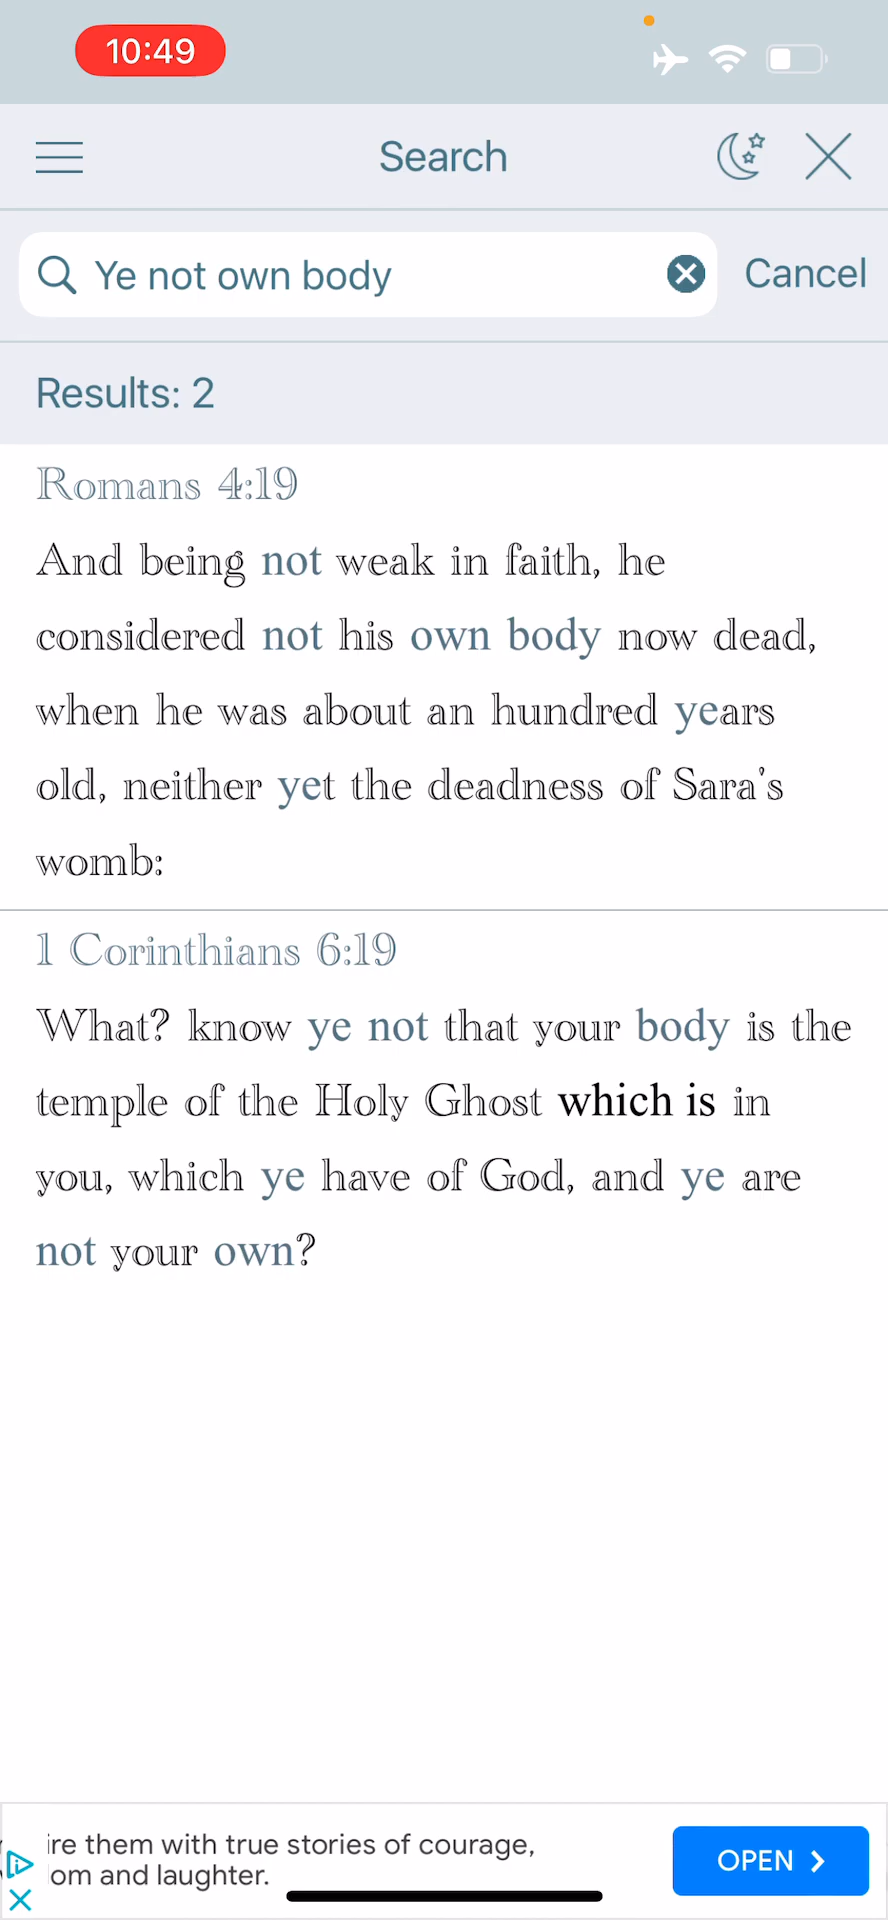 10:49
Search
Ye not own body
Cancel
Results: 2
Romans 4:19
And being not weak in faith, he
considered not his own body now dead,
when he was about an hundred years
old, neither yet the deadness of Sara's
womb:
1 Corinthians 6:19
What? know ye not that your body is the
temple of the Holy Ghost which is in
you, which ye have of God, and ye are
not your own?
ire them with true stories of courage,
om and laughter.
OPEN